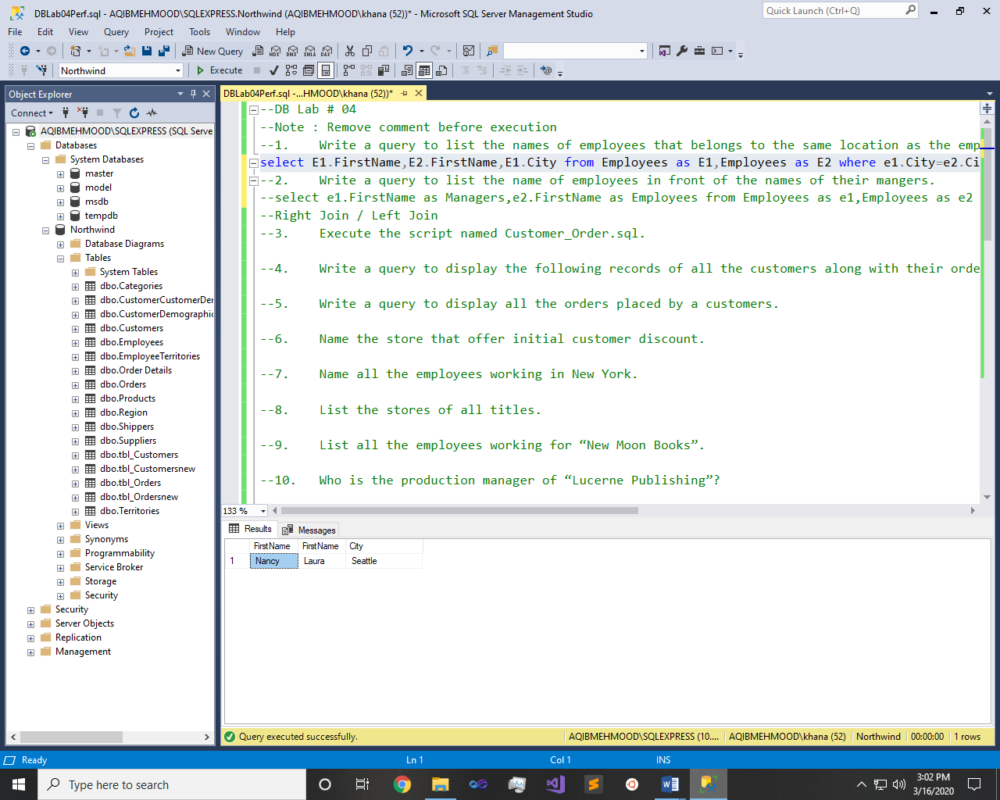 DBLab04Perf.sql - AQIBMEHMOOD\SQLEXPRESS.Northwind (AQIBMEHMOOD\khana (52))* - Microsoft SQL Server Management Studio
Quick Launch (Ctrl+Q)
File Edit View Query Project Tools Window Help
New Query
MDX DMX XMLA DAX
Northwind
Execute
Object Explorer
Connect
AQIBMEHMOOD\SQLEXPRESS (SQL Serve
Databases
System Databases
master
model
msdb
tempdb
Northwind
Database Diagrams
Tables
System Tables
dbo.Categories
dbo.CustomerCustomerDer
dbo.CustomerDemographic
dbo.Customers
dbo.Employees
dbo.EmployeeTerritories
dbo.Order Details
dbo.Orders
dbo.Products
dbo.Region
dbo.Shippers
dbo.Suppliers
dbo.tbl_Customers
dbo.tbl_Customersnew
dbo.tbl_Orders
dbo.tbl_Ordersnew
dbo.Territories
Views
Synonyms
Programmability
Service Broker
Storage
Security
Security
Server Objects
Replication
Management
DBLab04Perf.sql -...HMOOD\khana (52))*
--DB Lab # 04
--Note : Remove comment before execution
--1. Write a query to list the names of employees that belongs to the same location as the emp
select E1.FirstName,E2.FirstName,E1.City from Employees as E1,Employees as E2 where e1.City=e2.Ci
--2. Write a query to list the name of employees in front of the names of their mangers.
--select e1.FirstName as Managers,e2.FirstName as Employees from Employees as e1,Employees as e2
--Right Join / Left Join
--3. Execute the script named Customer_Order.sql.
--4. Write a query to display the following records of all the customers along with their orde
--5. Write a query to display all the orders placed by a customers.
--6. Name the store that offer initial customer discount.
--7. Name all the employees working in New York.
--8. List the stores of all titles.
--9. List all the employees working for “New Moon Books”.
--10. Who is the production manager of “Lucerne Publishing”?
133 %
Results Messages
FirstName FirstName City
1 Nancy Laura Seattle
Query executed successfully. AQIBMEHMOOD\SQLEXPRESS (10.... AQIBMEHMOOD\khana (52) Northwind 00:00:00 1 rows
Ready Ln 1 Col 1 INS
Type here to search
3:02 PM
3/16/2020